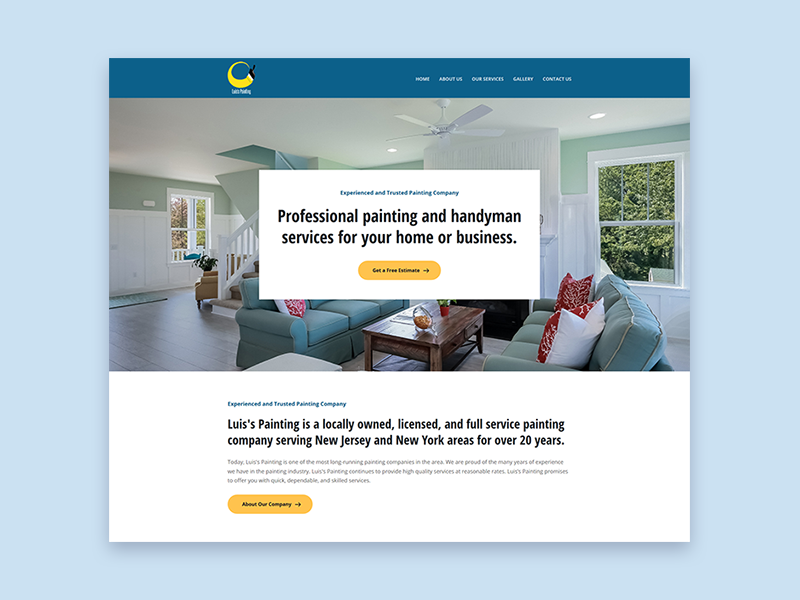 Luis's Painting
HOME ABOUT US OUR SERVICES GALLERY CONTACT US
Experienced and Trusted Painting Company
Professional painting and handyman
services for your home or business.
Get a Free Estimate
Experienced and Trusted Painting Company
Luis's Painting is a locally owned, licensed, and full service painting
company serving New Jersey and New York areas for over 20 years.
Today, Luis's Painting is one of the most long-running painting companies in the area. We are proud of the many years of experience
we have in the painting industry. Luis's Painting continues to provide high quality services at reasonable rates. Luis's Painting promises
to offer you with quick, dependable, and skilled services.
About Our Company